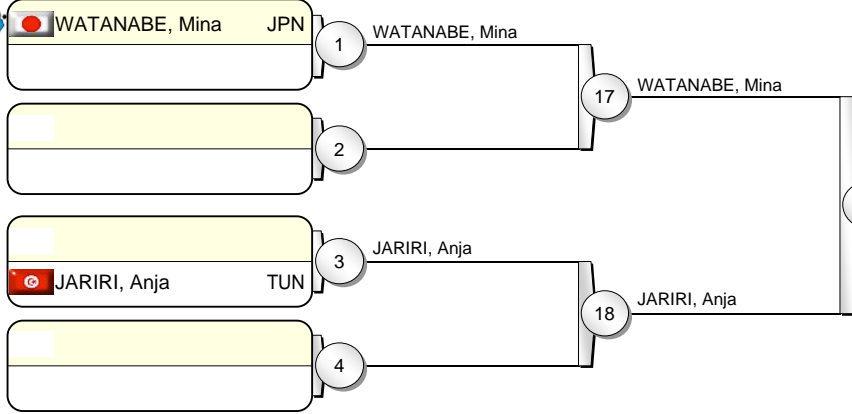 WATANABE, Mina JPN
1
WATANABE, Mina
17
WATANABE, Mina
2
JARIRI, Anja TUN
3
JARIRI, Anja
18
JARIRI, Anja
4